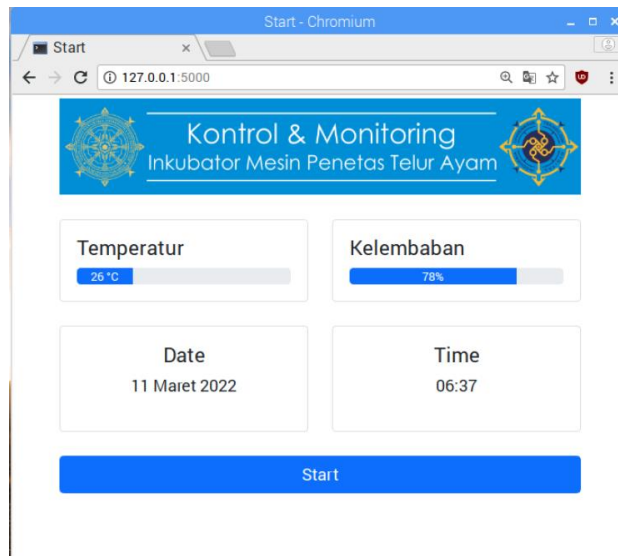 Start - Chromium
Start
127.0.0.1:5000
Kontrol & Monitoring
Inkubator Mesin Penetas Telur Ayam
Temperatur
26 °C
Kelembaban
78%
Date
11 Maret 2022
Time
06:37
Start